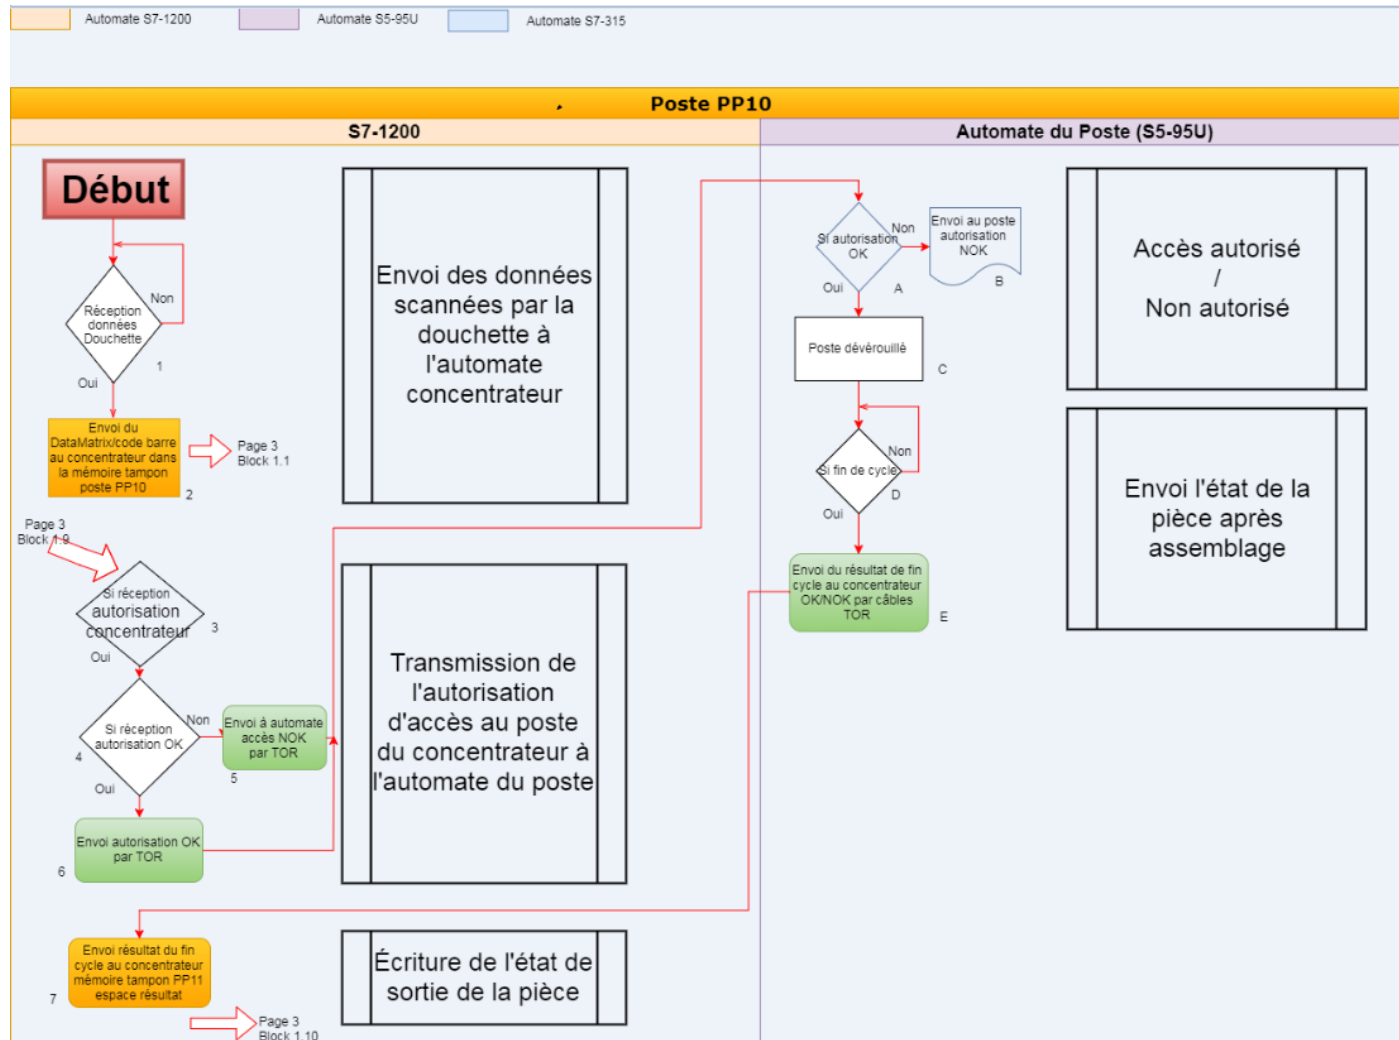 Automate S7-1200
Automate S5-95U
Automate S7-315
Poste PP10
S7-1200
Automate du Poste (S5-95U)
Début
Réception
données
Douchette
Non
1
Oui
Envoi du
DataMatrix/code barre
au concentrateur dans
la mémoire tampon
poste PP10
2
Page 3
Block 1.1
Envoi des données
scannées par la
douchette à
l'automate
concentrateur
Page 3
Block 1.9
Si réception
autorisation
concentrateur
3
Oui
Si réception
autorisation OK
Non
4
Oui
Envoi à automate
accès NOK
par TOR
5
Envoi autorisation OK
par TOR
6
Transmission de
l'autorisation
d'accès au poste
du concentrateur à
l'automate du poste
Envoi résultat du fin
cycle au concentrateur
mémoire tampon PP11
espace résultat
7
Page 3
Block 1.10
Écriture de l'état de
sortie de la pièce
Si autorisation
OK
Non
Oui
A
Envoi au poste
autorisation
NOK
B
Poste dévérouillé
C
Si fin de cycle
Non
D
Oui
Envoi du résultat de fin
cycle au concentrateur
OK/NOK par câbles
TOR
E
Accès autorisé
/
Non autorisé
Envoi l'état de la
pièce après
assemblage